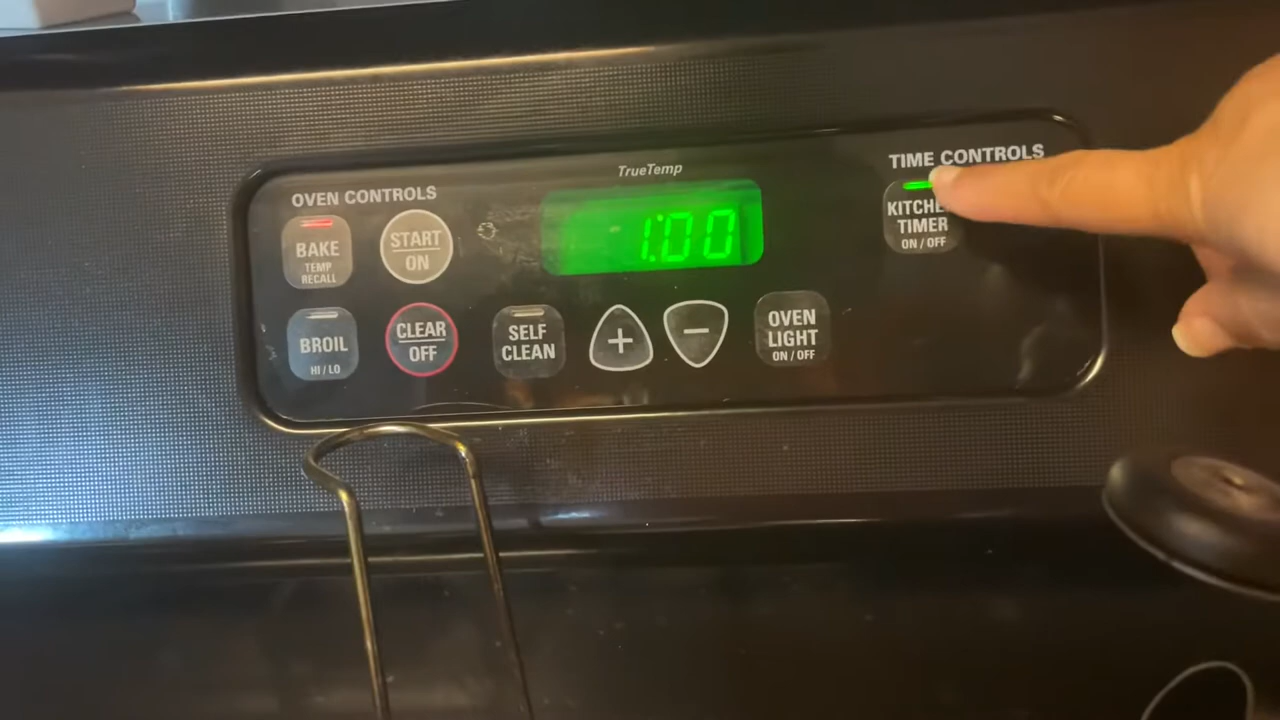 TrueTemp
OVEN CONTROLS
TIME CONTROLS
BAKE
TEMP
RECALL
START
ON
1:00
KITCHE
TIMER
ON / OFF
BROIL
HI / LO
CLEAR
OFF
SELF
CLEAN
+
−
OVEN
LIGHT
ON / OFF